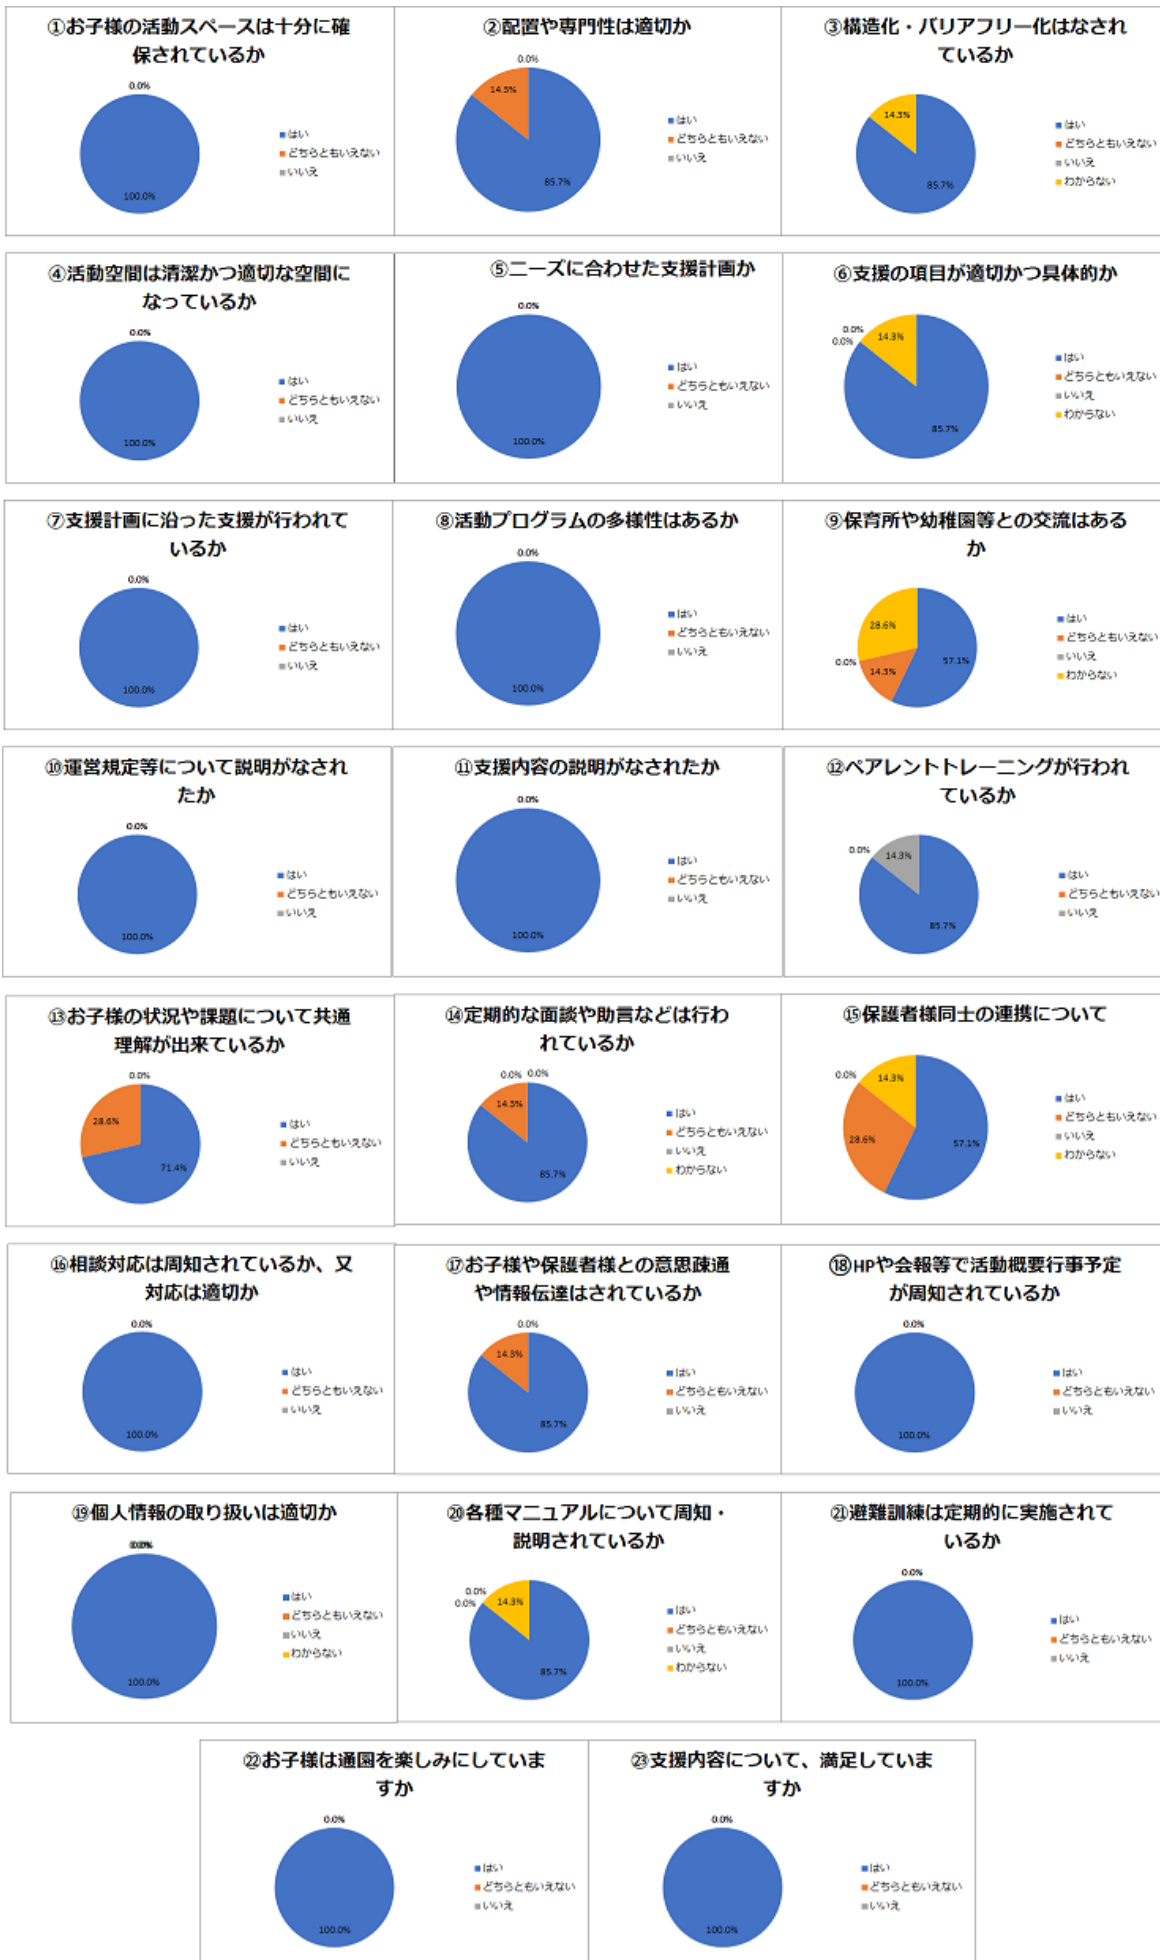 ①お子様の活動スペースは十分に確
保されているか
0.0%
100.0%
はい
どちらともいえない
いいえ
②配置や専門性は適切か
0.0%
14.3%
85.7%
はい
どちらともいえない
いいえ
③構造化・バリアフリー化はなされ
ているか
14.3%
85.7%
はい
どちらともいえない
いいえ
わからない
④活動空間は清潔かつ適切な空間に
なっているか
0.0%
100.0%
はい
どちらともいえない
いいえ
⑤ニーズに合わせた支援計画か
0.0%
100.0%
はい
どちらともいえない
いいえ
⑥支援の項目が適切かつ具体的か
0.0%
0.0%
14.3%
85.7%
はい
どちらともいえない
いいえ
わからない
⑦支援計画に沿った支援が行われて
いるか
0.0%
100.0%
はい
どちらともいえない
いいえ
⑧活動プログラムの多様性はあるか
0.0%
100.0%
はい
どちらともいえない
いいえ
⑨保育所や幼稚園等との交流はある
か
28.6%
0.0%
14.3%
57.1%
はい
どちらともいえない
いいえ
わからない
⑩運営規定等について説明がなされ
たか
0.0%
100.0%
はい
どちらともいえない
いいえ
⑪支援内容の説明がなされたか
0.0%
100.0%
はい
どちらともいえない
いいえ
⑫ペアレントトレーニングが行われ
ているか
0.0%
14.3%
85.7%
はい
どちらともいえない
いいえ
⑬お子様の状況や課題について共通
理解が出来ているか
0.0%
28.6%
71.4%
はい
どちらともいえない
いいえ
⑭定期的な面談や助言などは行わ
れているか
0.0% 0.0%
14.3%
85.7%
はい
どちらともいえない
いいえ
わからない
⑮保護者様同士の連携について
0.0%
14.3%
28.6%
57.1%
はい
どちらともいえない
いいえ
わからない
⑯相談対応は周知されているか、又
対応は適切か
0.0%
100.0%
はい
どちらともいえない
いいえ
⑰お子様や保護者様との意思疎通
や情報伝達はされているか
0.0%
14.3%
85.7%
はい
どちらともいえない
いいえ
⑱HPや会報等で活動概要行事予定
が周知されているか
0.0%
100.0%
はい
どちらともいえない
いいえ
⑲個人情報の取り扱いは適切か
100.0%
はい
どちらともいえない
いいえ
わからない
⑳各種マニュアルについて周知・
説明されているか
0.0%
0.0%
14.3%
85.7%
はい
どちらともいえない
いいえ
わからない
㉑避難訓練は定期的に実施されて
いるか
0.0%
100.0%
はい
どちらともいえない
いいえ
㉒お子様は通園を楽しみにしていま
すか
0.0%
100.0%
はい
どちらともいえない
いいえ
㉓支援内容について、満足していま
すか
0.0%
100.0%
はい
どちらともいえない
いいえ